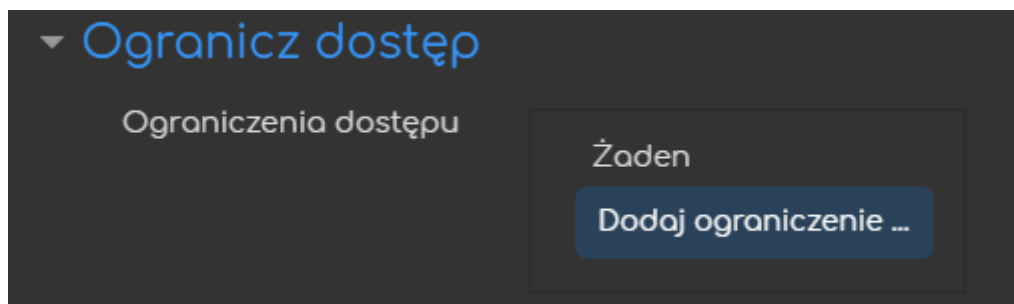 Ogranicz dostęp
Ograniczenia dostępu
Żaden
Dodaj ograniczenie ...